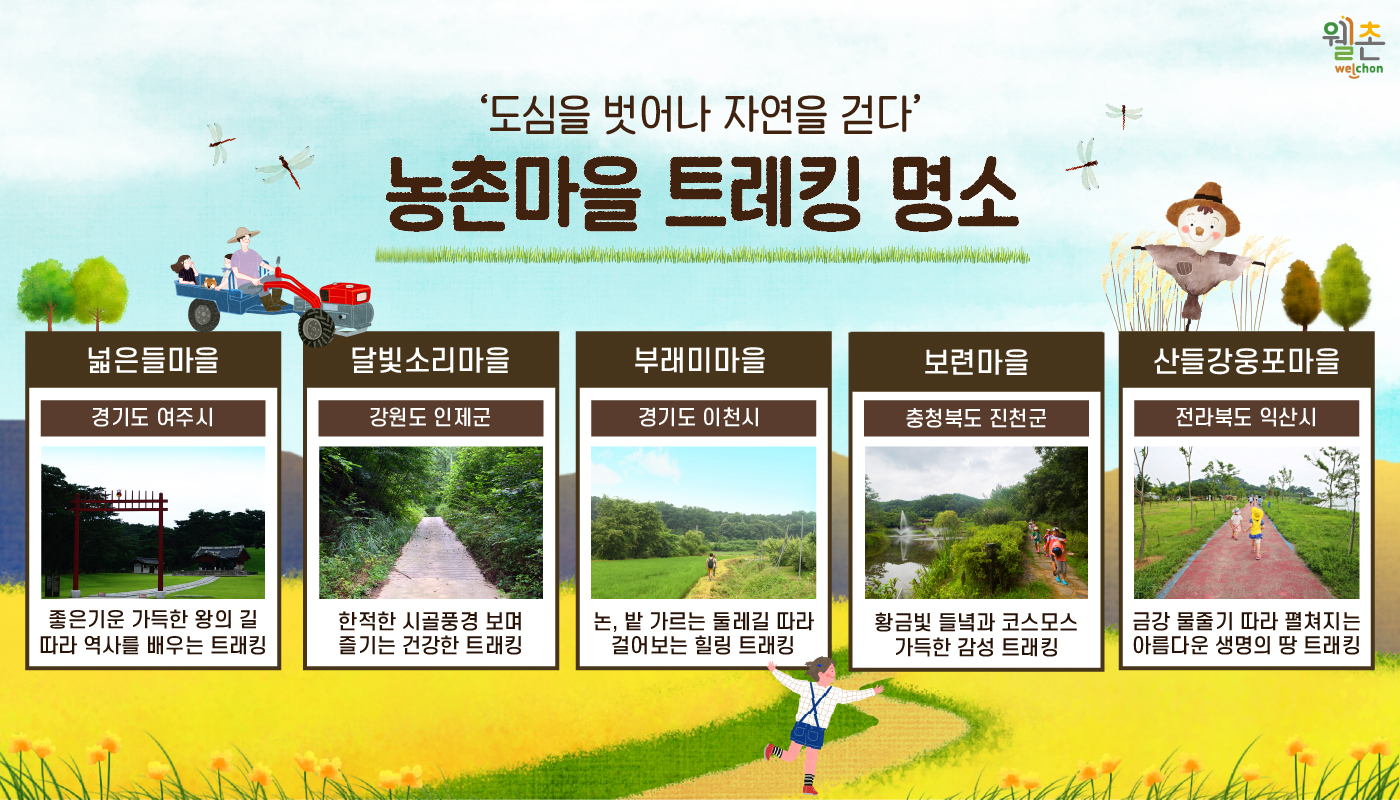 웰촌
welchon
‘도심을 벗어나 자연을 걷다’
농촌마을 트레킹 명소
넓은들마을
경기도 여주시
좋은기운 가득한 왕의 길
따라 역사를 배우는 트래킹
달빛소리마을
강원도 인제군
한적한 시골풍경 보며
즐기는 건강한 트래킹
부래미마을
경기도 이천시
논, 밭 가르는 둘레길 따라
걸어보는 힐링 트래킹
보련마을
충청북도 진천군
황금빛 들녘과 코스모스
가득한 감성 트래킹
산들강웅포마을
전라북도 익산시
금강 물줄기 따라 펼쳐지는
아름다운 생명의 땅 트래킹